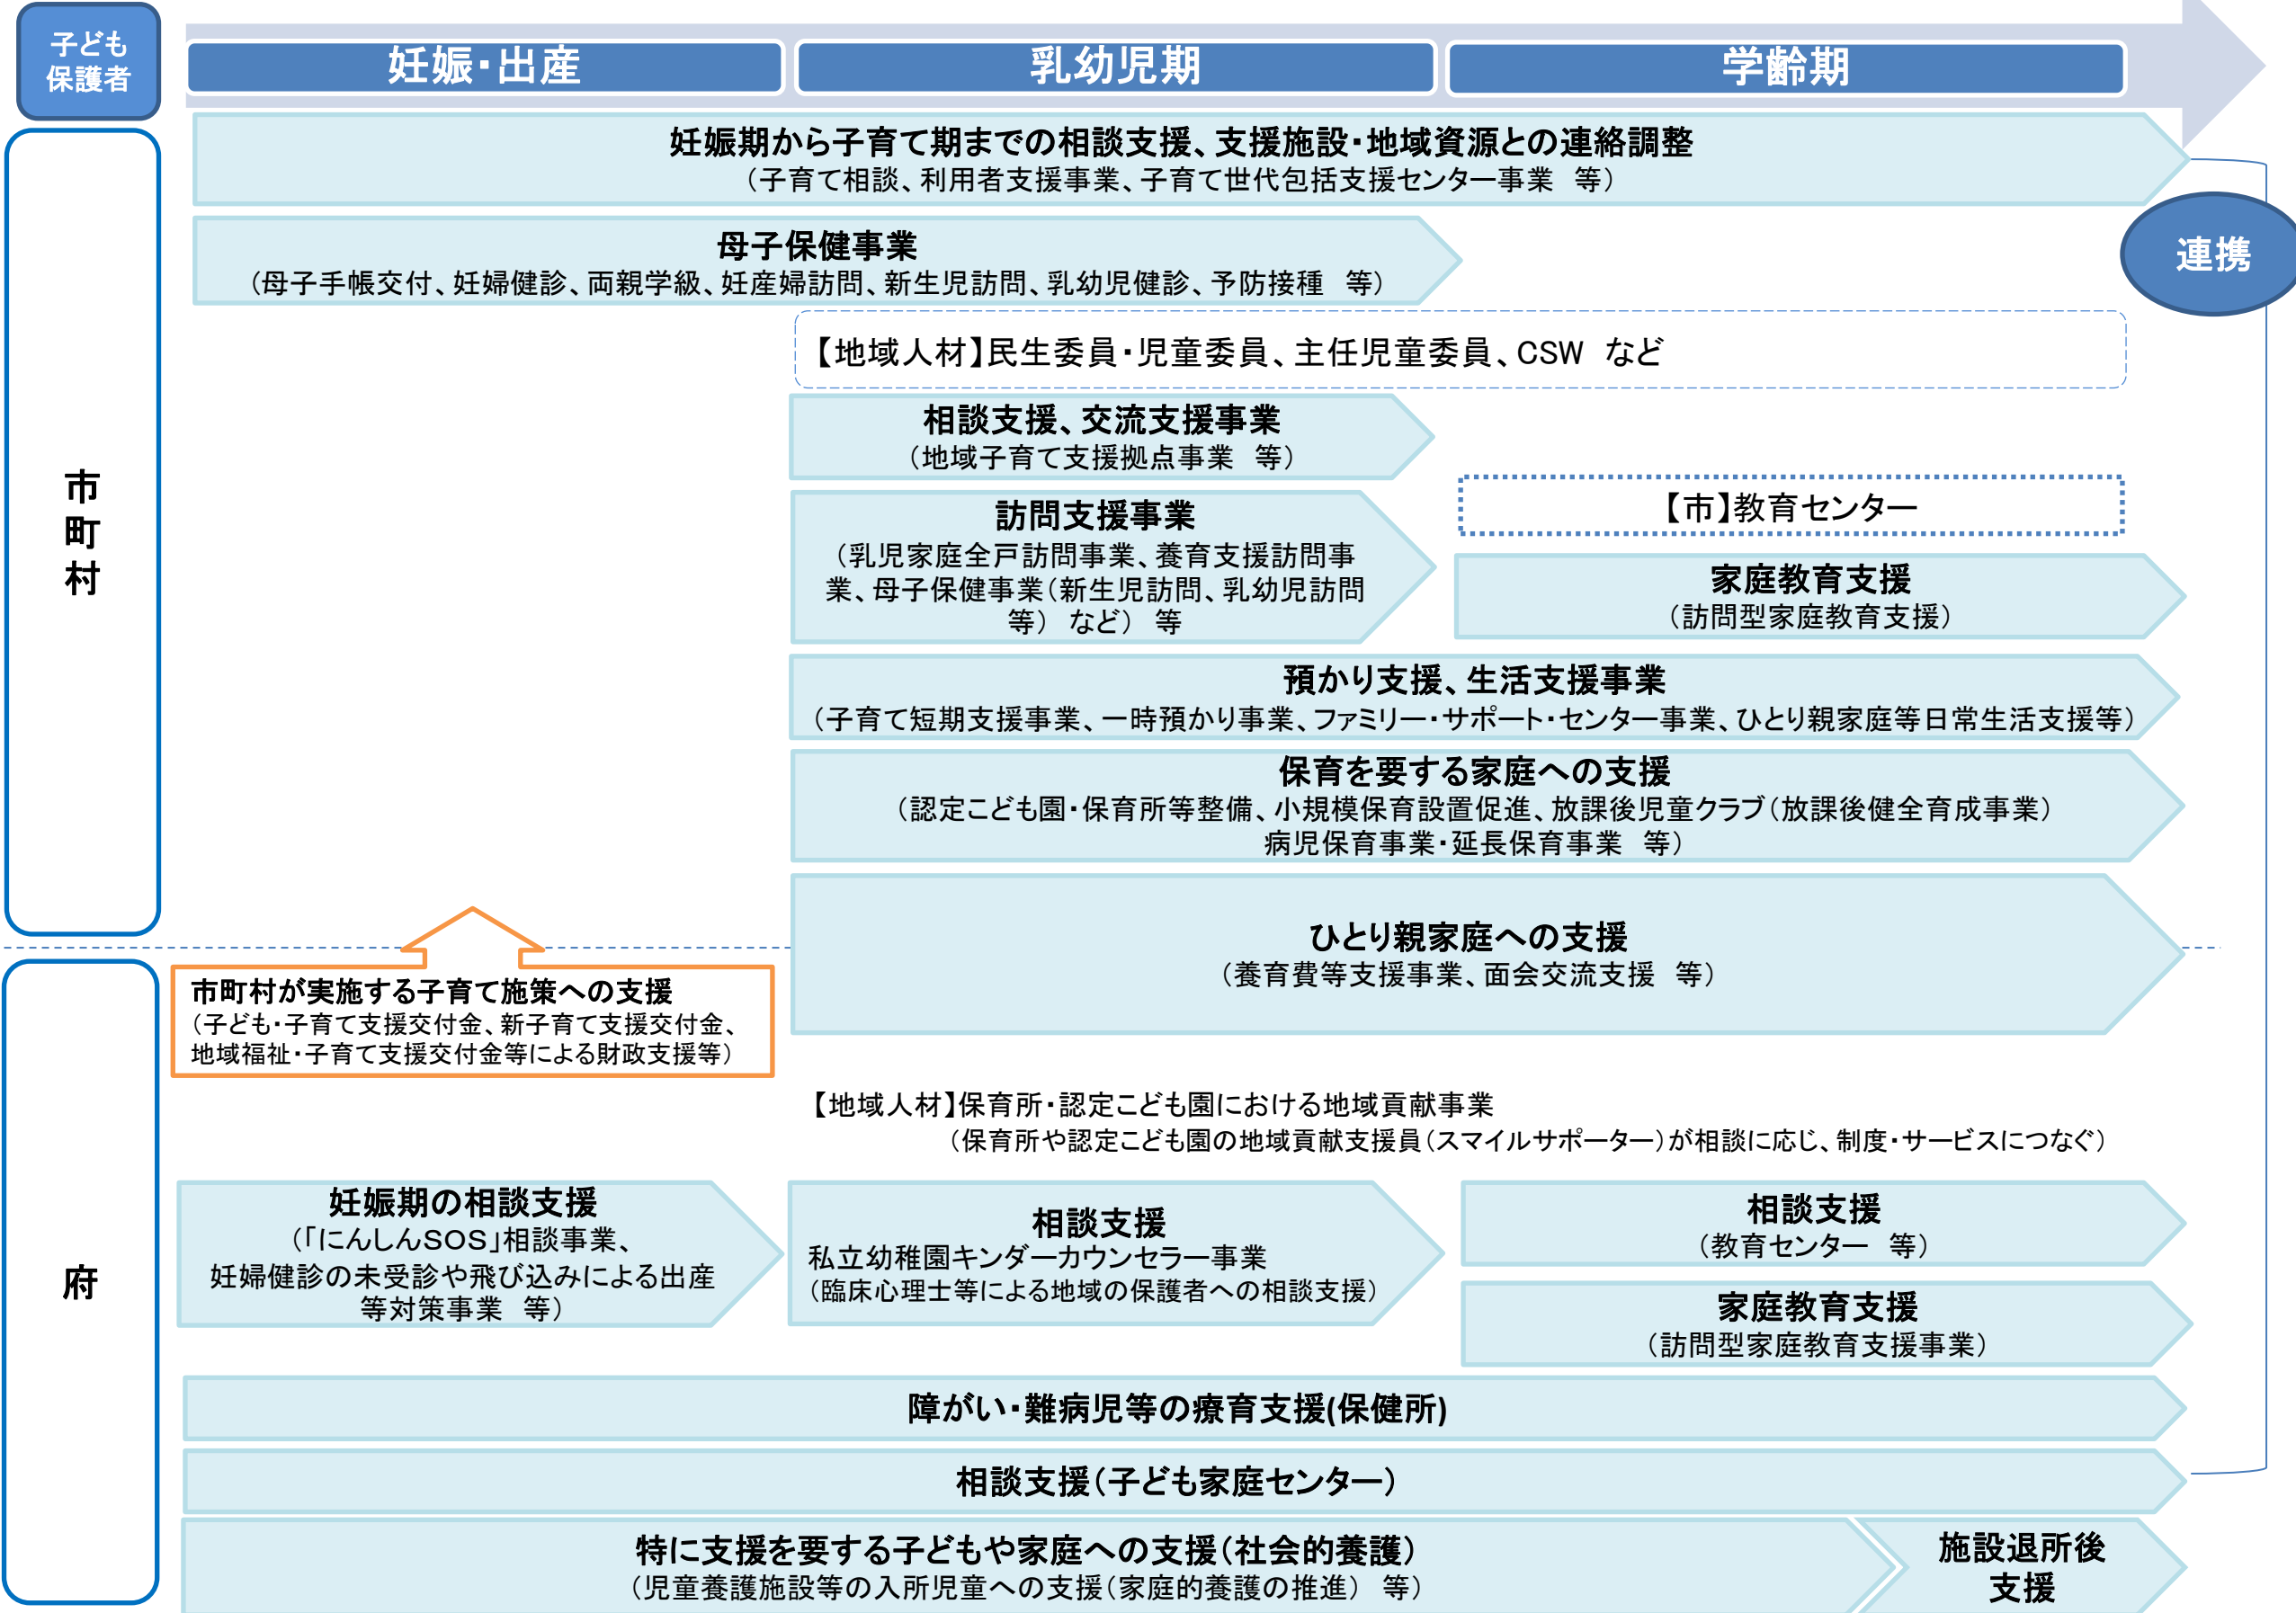 子ども
保護者
妊娠・出産
乳幼児期
学齢期
妊娠期から子育て期までの相談支援、支援施設・地域資源との連絡調整
（子育て相談、利用者支援事業、子育て世代包括支援センター事業　等）
連携
母子保健事業
（母子手帳交付、妊婦健診、両親学級、妊産婦訪問、新生児訪問、乳幼児健診、予防接種　等）
【地域人材】民生委員・児童委員、主任児童委員、CSW　など
市
町
村
相談支援、交流支援事業
（地域子育て支援拠点事業　等）
訪問支援事業
（乳児家庭全戸訪問事業、養育支援訪問事
業、母子保健事業（新生児訪問、乳幼児訪問
等）　など）　等
【市】教育センター
家庭教育支援
（訪問型家庭教育支援）
預かり支援、生活支援事業
（子育て短期支援事業、一時預かり事業、ファミリー・サポート・センター事業、ひとり親家庭等日常生活支援等）
保育を要する家庭への支援
（認定こども園・保育所等整備、小規模保育設置促進、放課後児童クラブ（放課後健全育成事業）
病児保育事業・延長保育事業　等）
ひとり親家庭への支援
（養育費等支援事業、面会交流支援　等）
市町村が実施する子育て施策への支援
（子ども・子育て支援交付金、新子育て支援交付金、
地域福祉・子育て支援交付金等による財政支援等）
府
【地域人材】保育所・認定こども園における地域貢献事業
（保育所や認定こども園の地域貢献支援員（スマイルサポーター）が相談に応じ、制度・サービスにつなぐ）
妊娠期の相談支援
（「にんしんSOS」相談事業、
妊婦健診の未受診や飛び込みによる出産
等対策事業　等）
相談支援
私立幼稚園キンダーカウンセラー事業
（臨床心理士等による地域の保護者への相談支援）
相談支援
（教育センター　等）
家庭教育支援
（訪問型家庭教育支援事業）
障がい・難病児等の療育支援(保健所)
相談支援（子ども家庭センター）
特に支援を要する子どもや家庭への支援（社会的養護）
（児童養護施設等の入所児童への支援（家庭的養護の推進）　等）
施設退所後
支援